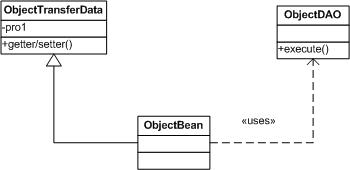 ObjectTransferData
-pro1
+getter/setter()
ObjectDAO
+execute()
«uses»
ObjectBean